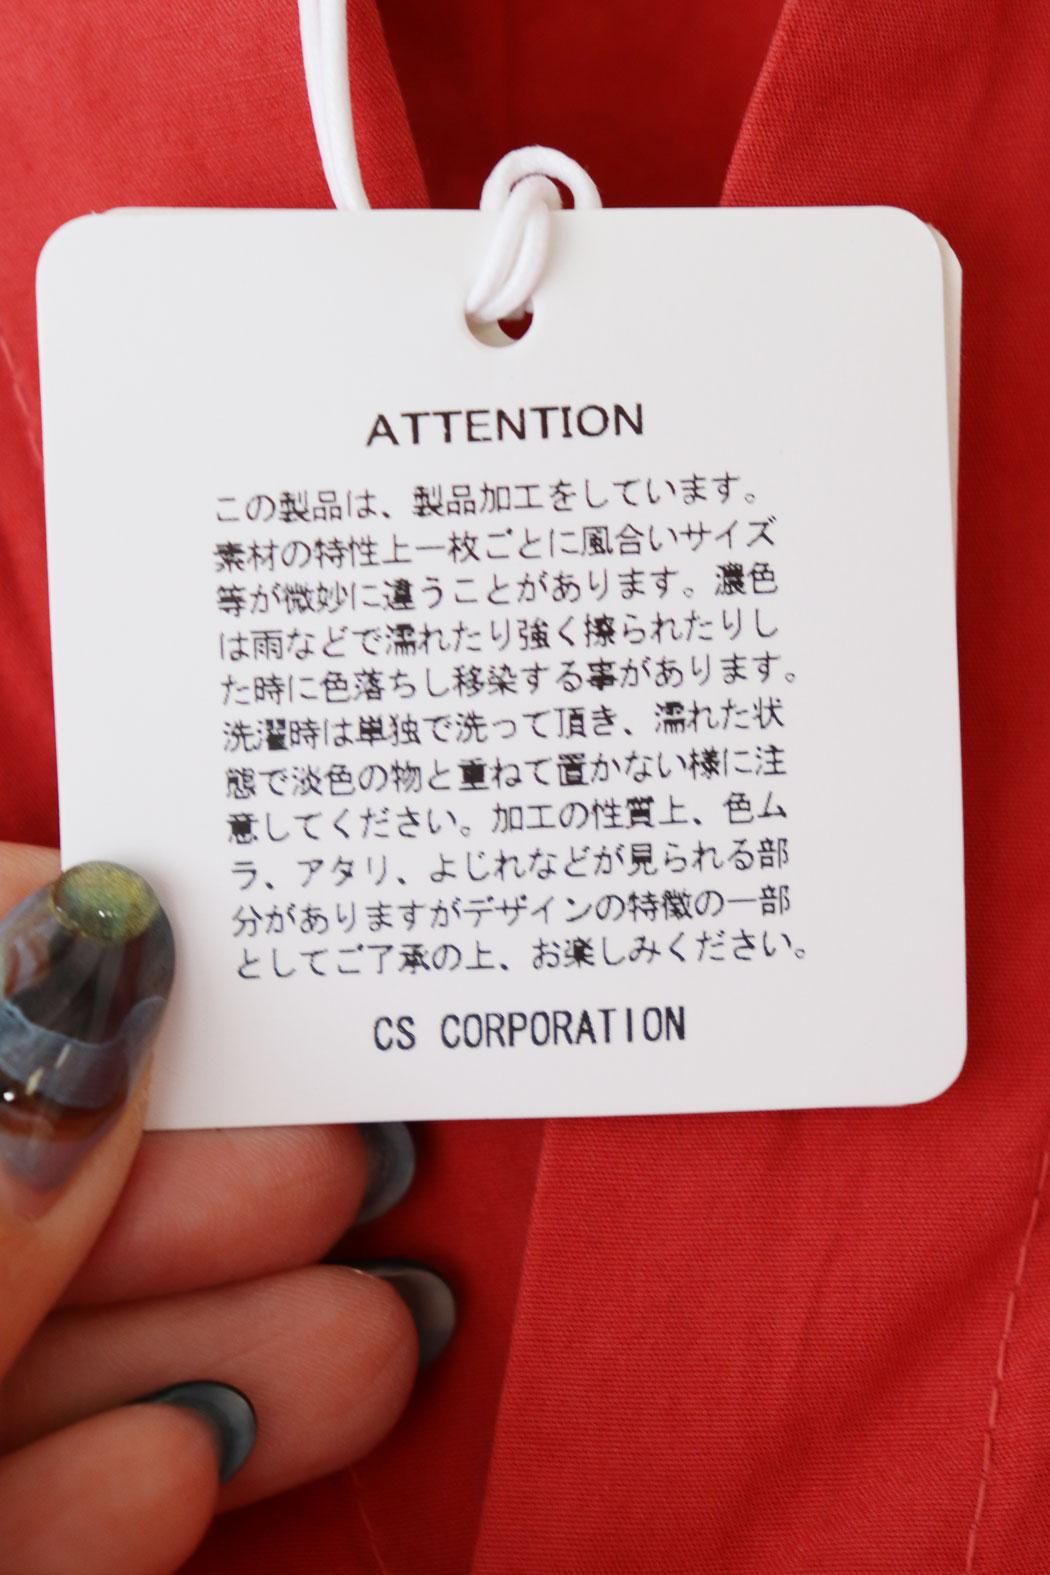 ATTENTION
この製品は、製品加工をしています。
素材の特性上一枚ごとに風合いサイズ
等が微妙に違うことがあります。濃色
は雨などで濡れたり強く擦られたりし
た時に色落ちし移染する事があります。
洗濯時は単独で洗って頂き、濡れた状
態で淡色の物と重ねて置かない様に注
意してください。加工の性質上、色ム
ラ、アタリ、よじれなどが見られる部
分がありますがデザインの特徴の一部
としてご了承の上、お楽しみください。
CS CORPORATION